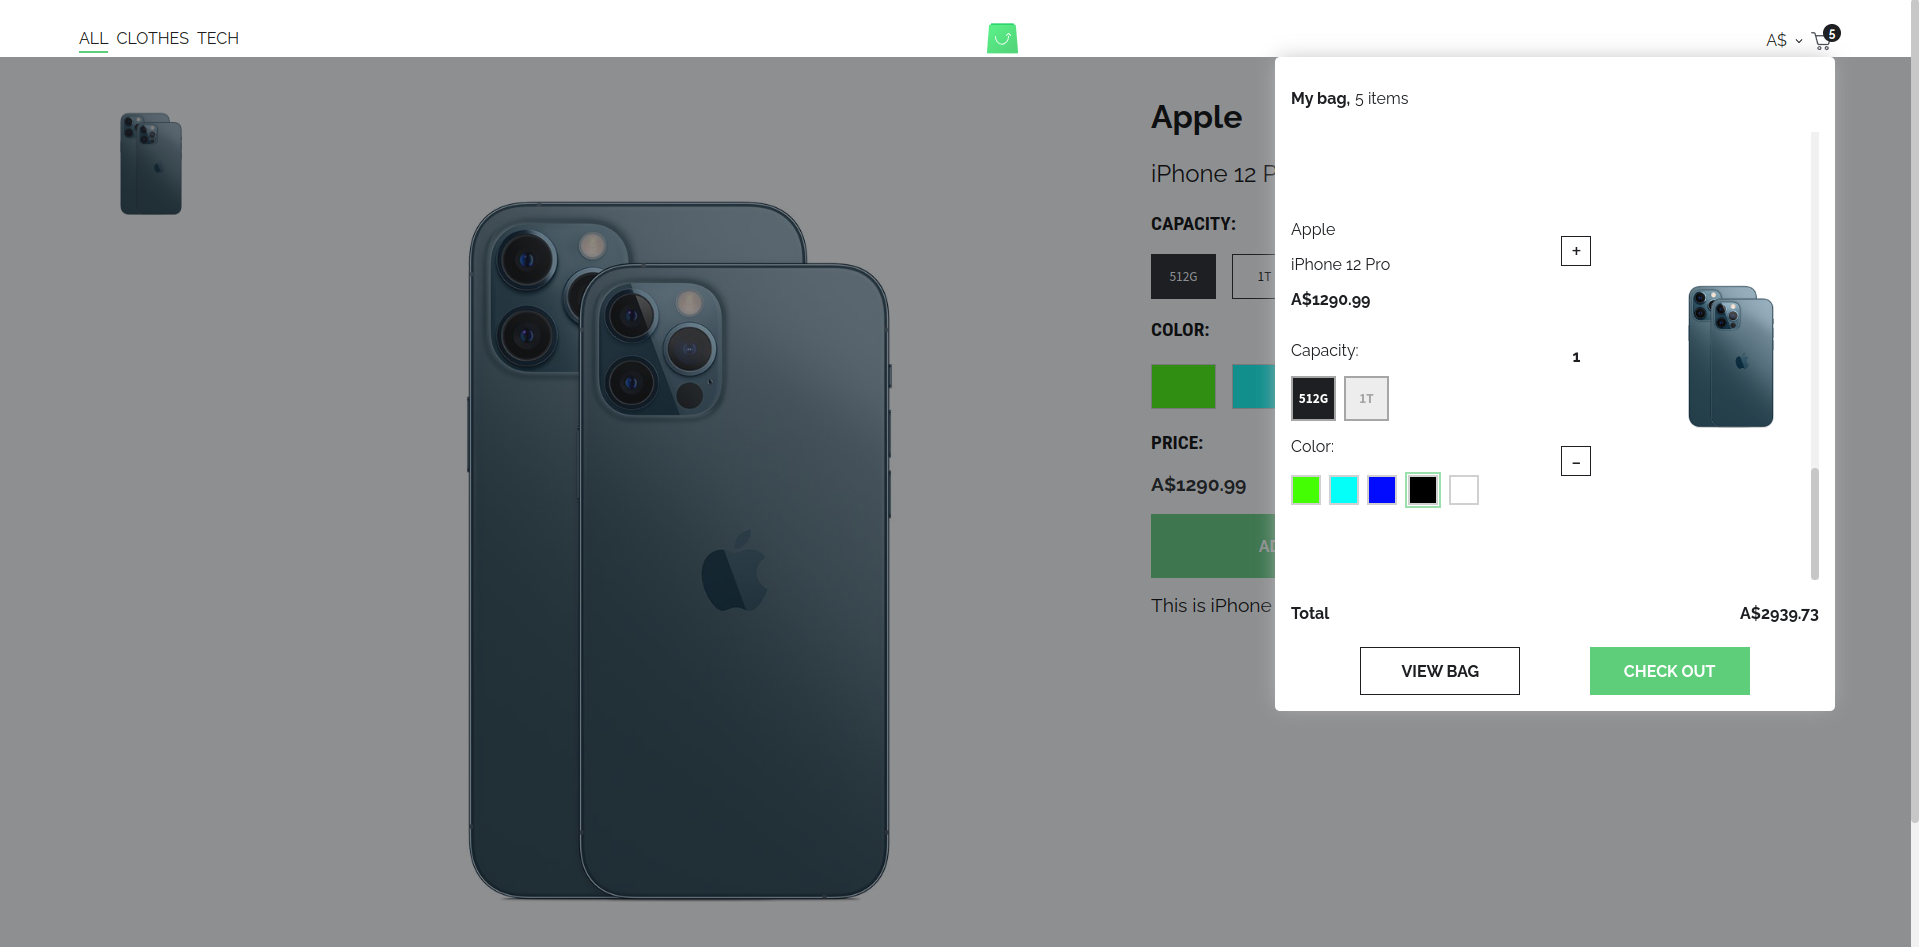 ALL CLOTHES TECH
A$ 5
Apple
iPhone 12 P
CAPACITY:
512G 1T
COLOR:
PRICE:
A$1290.99
AD
This is iPhone
My bag, 5 items
Apple
+
iPhone 12 Pro
A$1290.99
Capacity:
1
512G 1T
Color:
-
Total A$2939.73
VIEW BAG CHECK OUT